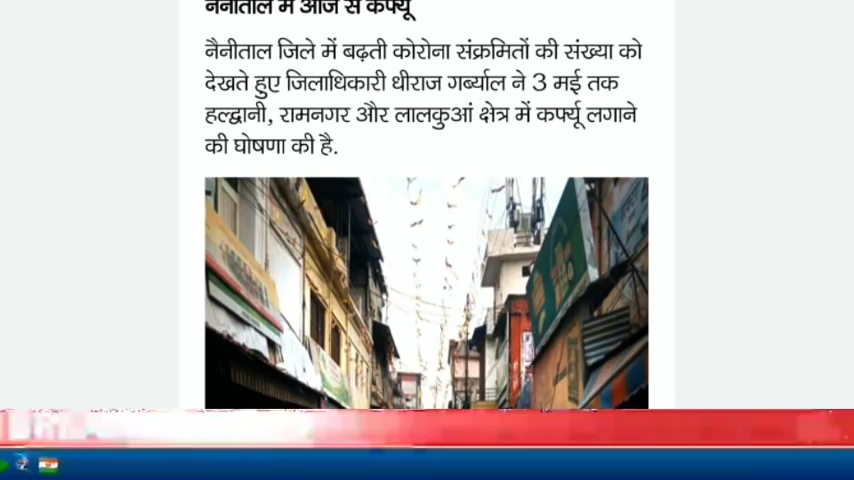 नैनीताल में आज से कर्फ्यू
नैनीताल जिले में बढ़ती कोरोना संक्रमितों की संख्या को
देखते हुए जिलाधिकारी धीराज गर्ब्याल ने 3 मई तक
हल्द्वानी, रामनगर और लालकुआं क्षेत्र में कर्फ्यू लगाने
की घोषणा की है.